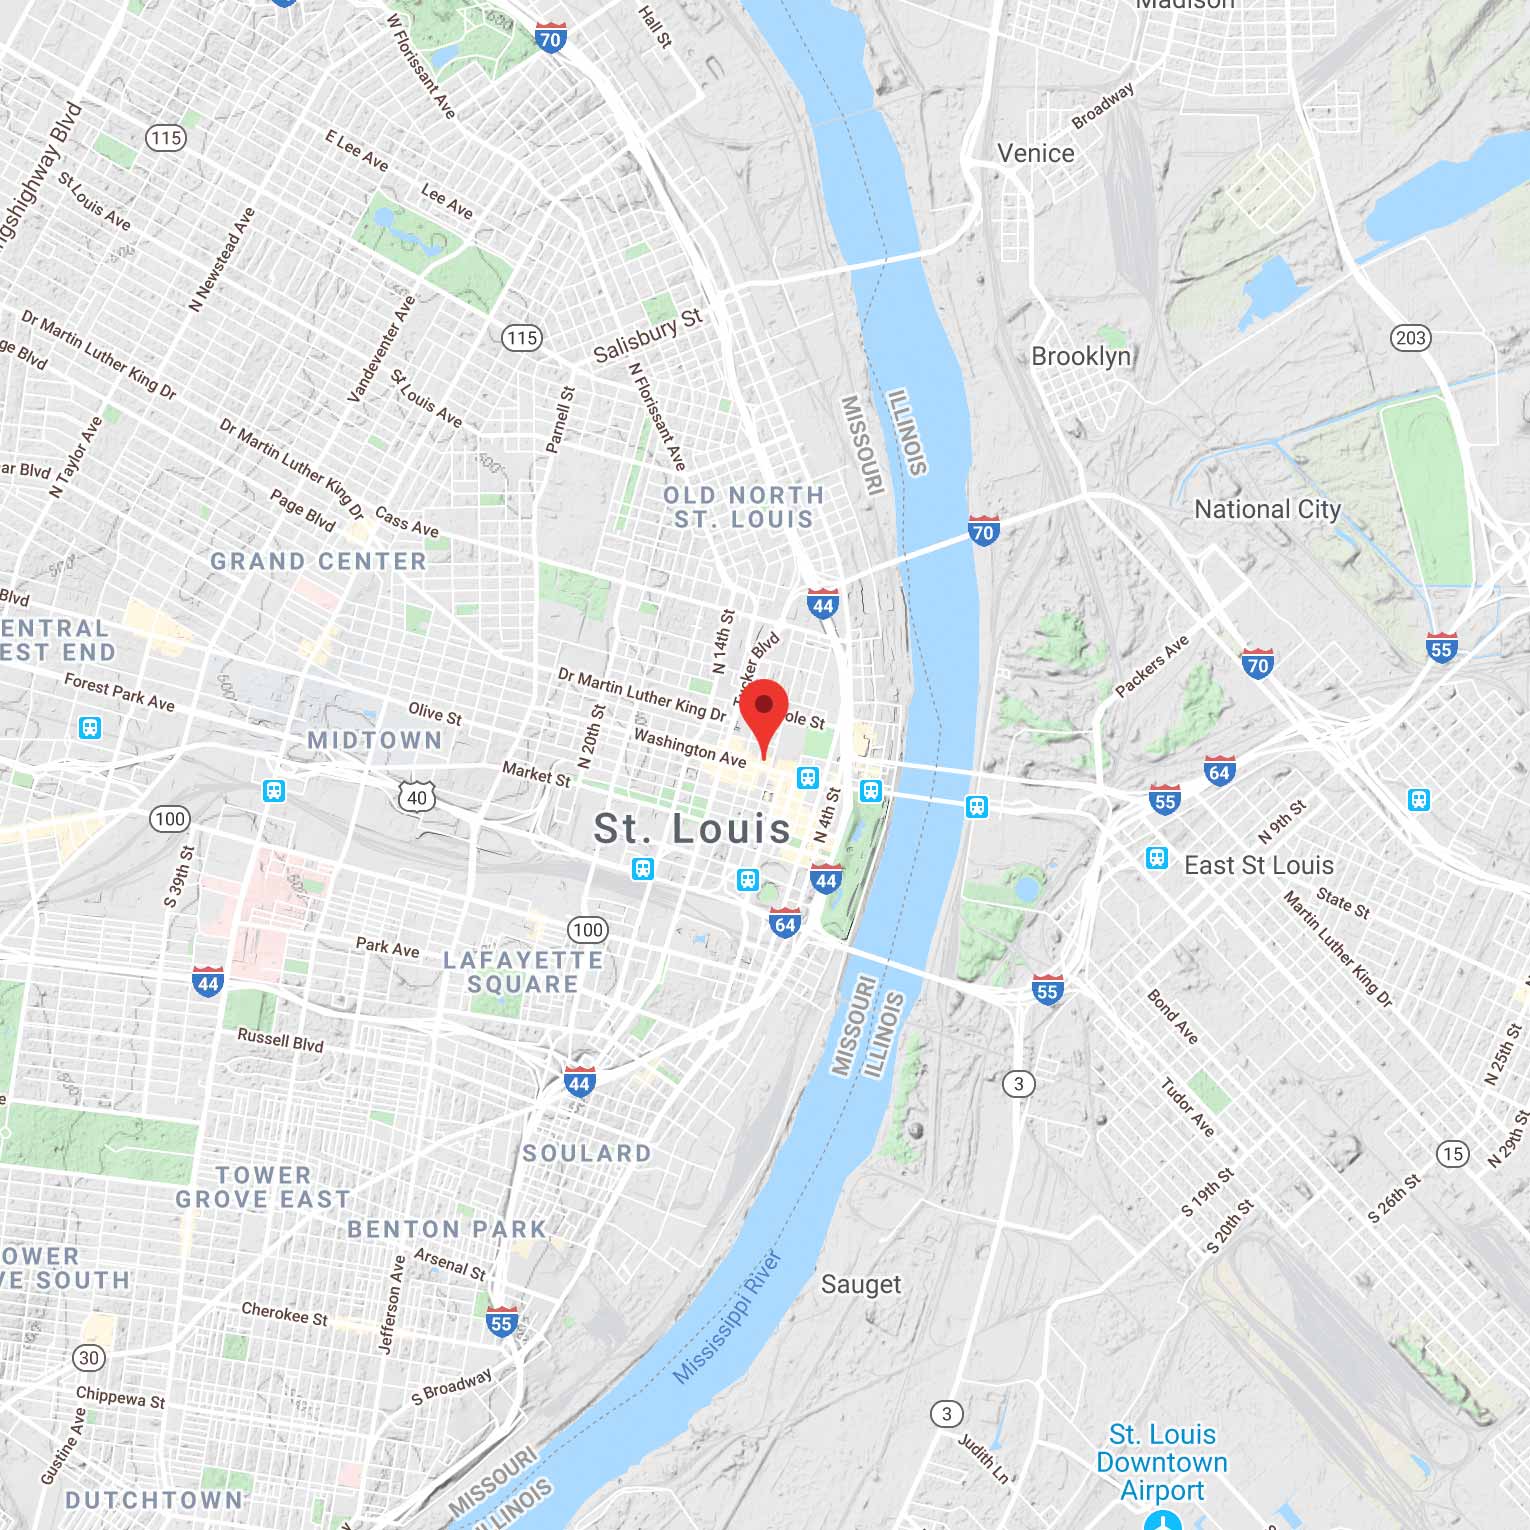 Madison
70
W Florissant Ave
Hall St
Broadway
115
Kingshighway Blvd
E Lee Ave
Venice
St Louis Ave
Lee Ave
N Newstead Ave
Dr Martin Luther King Dr
Vandeventer Ave
115
Salisbury St
203
Brooklyn
ge Blvd
St Louis Ave
N Florissant Ave
Parnell St
MISSOURI
ILLINOIS
N Taylor Ave
Dr Martin Luther King Dr
ar Blvd
Page Blvd
Cass Ave
OLD NORTH
ST. LOUIS
National City
70
GRAND CENTER
Blvd
44
ENTRAL
EST END
N 14th St
Tucker Blvd
55
Packers Ave
70
Forest Park Ave
Dr Martin Luther King Dr
ole St
Olive St
N 20th St
Washington Ave
MIDTOWN
Market St
64
55
40
100
N 4th St
St. Louis
N 9th St
East St Louis
S 39th St
44
State St
Martin Luther King Dr
64
100
Park Ave
LAFAYETTE
SQUARE
44
55
MISSOURI
ILLINOIS
Bond Ave
Russell Blvd
N 25th St
44
3
Tudor Ave
500'
SOULARD
15
N 29th St
TOWER
GROVE EAST
S 19th St
S 26th St
BENTON PARK
S 20th St
OWER
VE SOUTH
Arsenal St
Sauget
Mississippi River
Jefferson Ave
Cherokee St
55
30
Chippewa St
S Broadway
3
Gustine Ave
Judith Ln
St. Louis
Downtown
Airport
MISSOURI
ILLINOIS
DUTCHTOWN